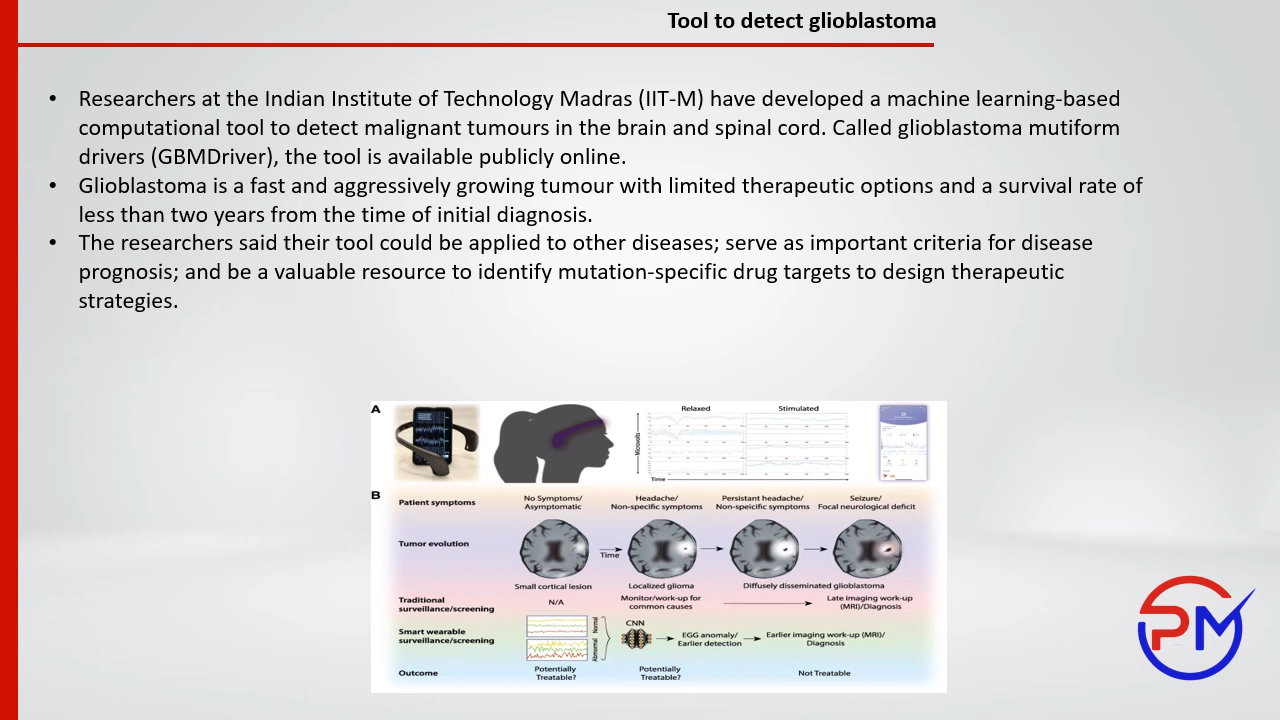 Tool to detect glioblastoma
• Researchers at the Indian Institute of Technology Madras (IIT-M) have developed a machine learning-based
computational tool to detect malignant tumours in the brain and spinal cord. Called glioblastoma mutiform
drivers (GBMDriver), the tool is available publicly online.
• Glioblastoma is a fast and aggressively growing tumour with limited therapeutic options and a survival rate of
less than two years from the time of initial diagnosis.
• The researchers said their tool could be applied to other diseases; serve as important criteria for disease
prognosis; and be a valuable resource to identify mutation-specific drug targets to design therapeutic
strategies.
A
Relaxed
Stimulated
Microvolts
Time
B
Patient symptoms
No Symptoms/
Asymptomatic
Headache/
Non-specific symptoms
Persistant headache/
Non-speicific symptoms
Seizure/
Focal neurological deficit
Tumor evolution
Time
Small cortical lesion
Localized glioma
Diffusely disseminated glioblastoma
Traditional
surveillance/screening
N/A
Monitor/work-up for
common causes
Late imaging work-up
(MRI)/Diagnosis
Smart wearable
surveillance/screening
Normal
Abnormal
CNN
EGG anomaly/
Earlier detection
Earlier imaging work-up (MRI)/
Diagnosis
Outcome
Potentially
Treatable?
Potentially
Treatable?
Not Treatable
PM